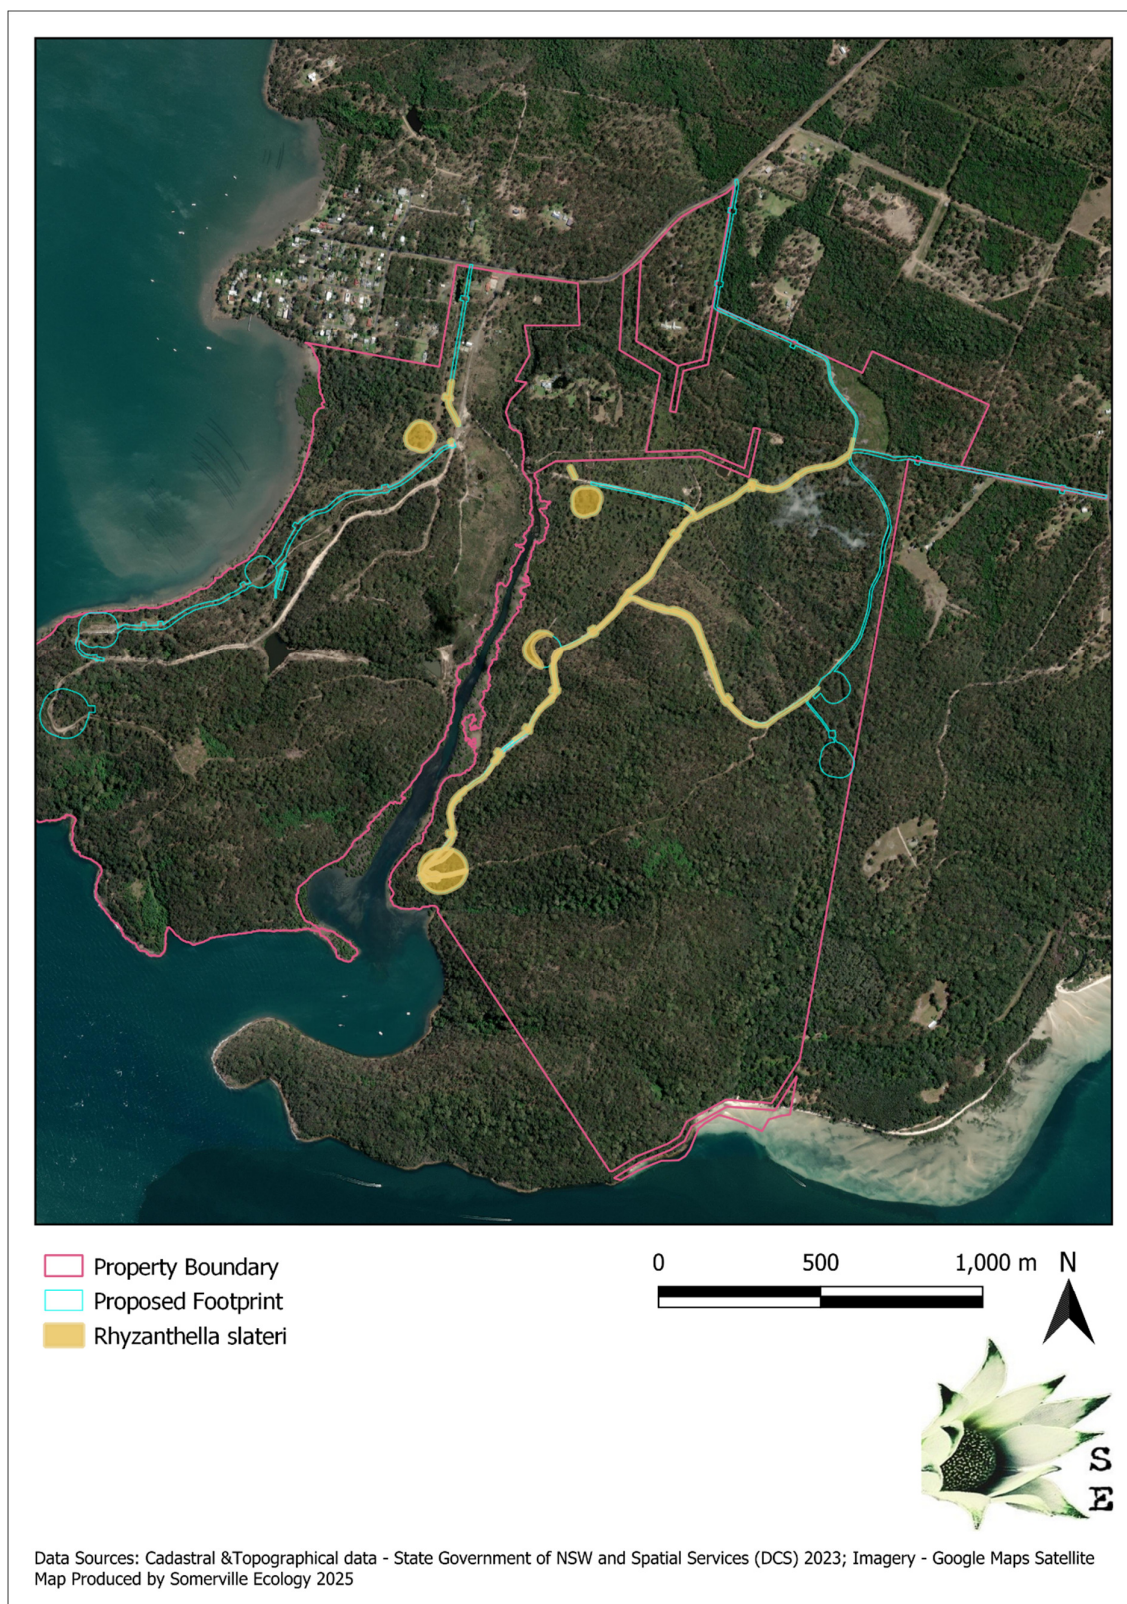 Property Boundary
Proposed Footprint
Rhyzanthella slateri
0 500 1,000 m N
S
E
Data Sources: Cadastral &Topographical data - State Government of NSW and Spatial Services (DCS) 2023; Imagery - Google Maps Satellite
Map Produced by Somerville Ecology 2025